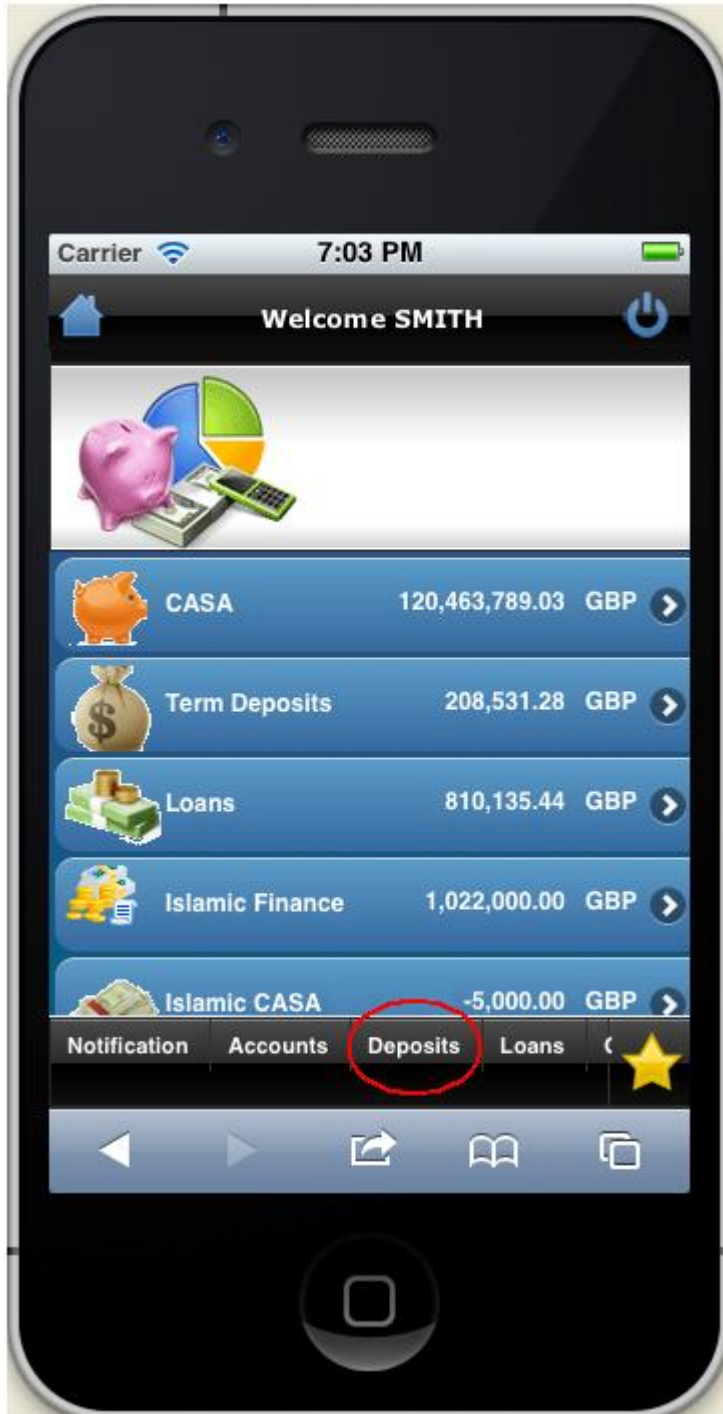 Carrier 7:03 PM
Welcome SMITH
CASA 120,463,789.03 GBP
Term Deposits 208,531.28 GBP
Loans 810,135.44 GBP
Islamic Finance 1,022,000.00 GBP
Islamic CASA -5,000.00 GBP
Notification Accounts Deposits Loans